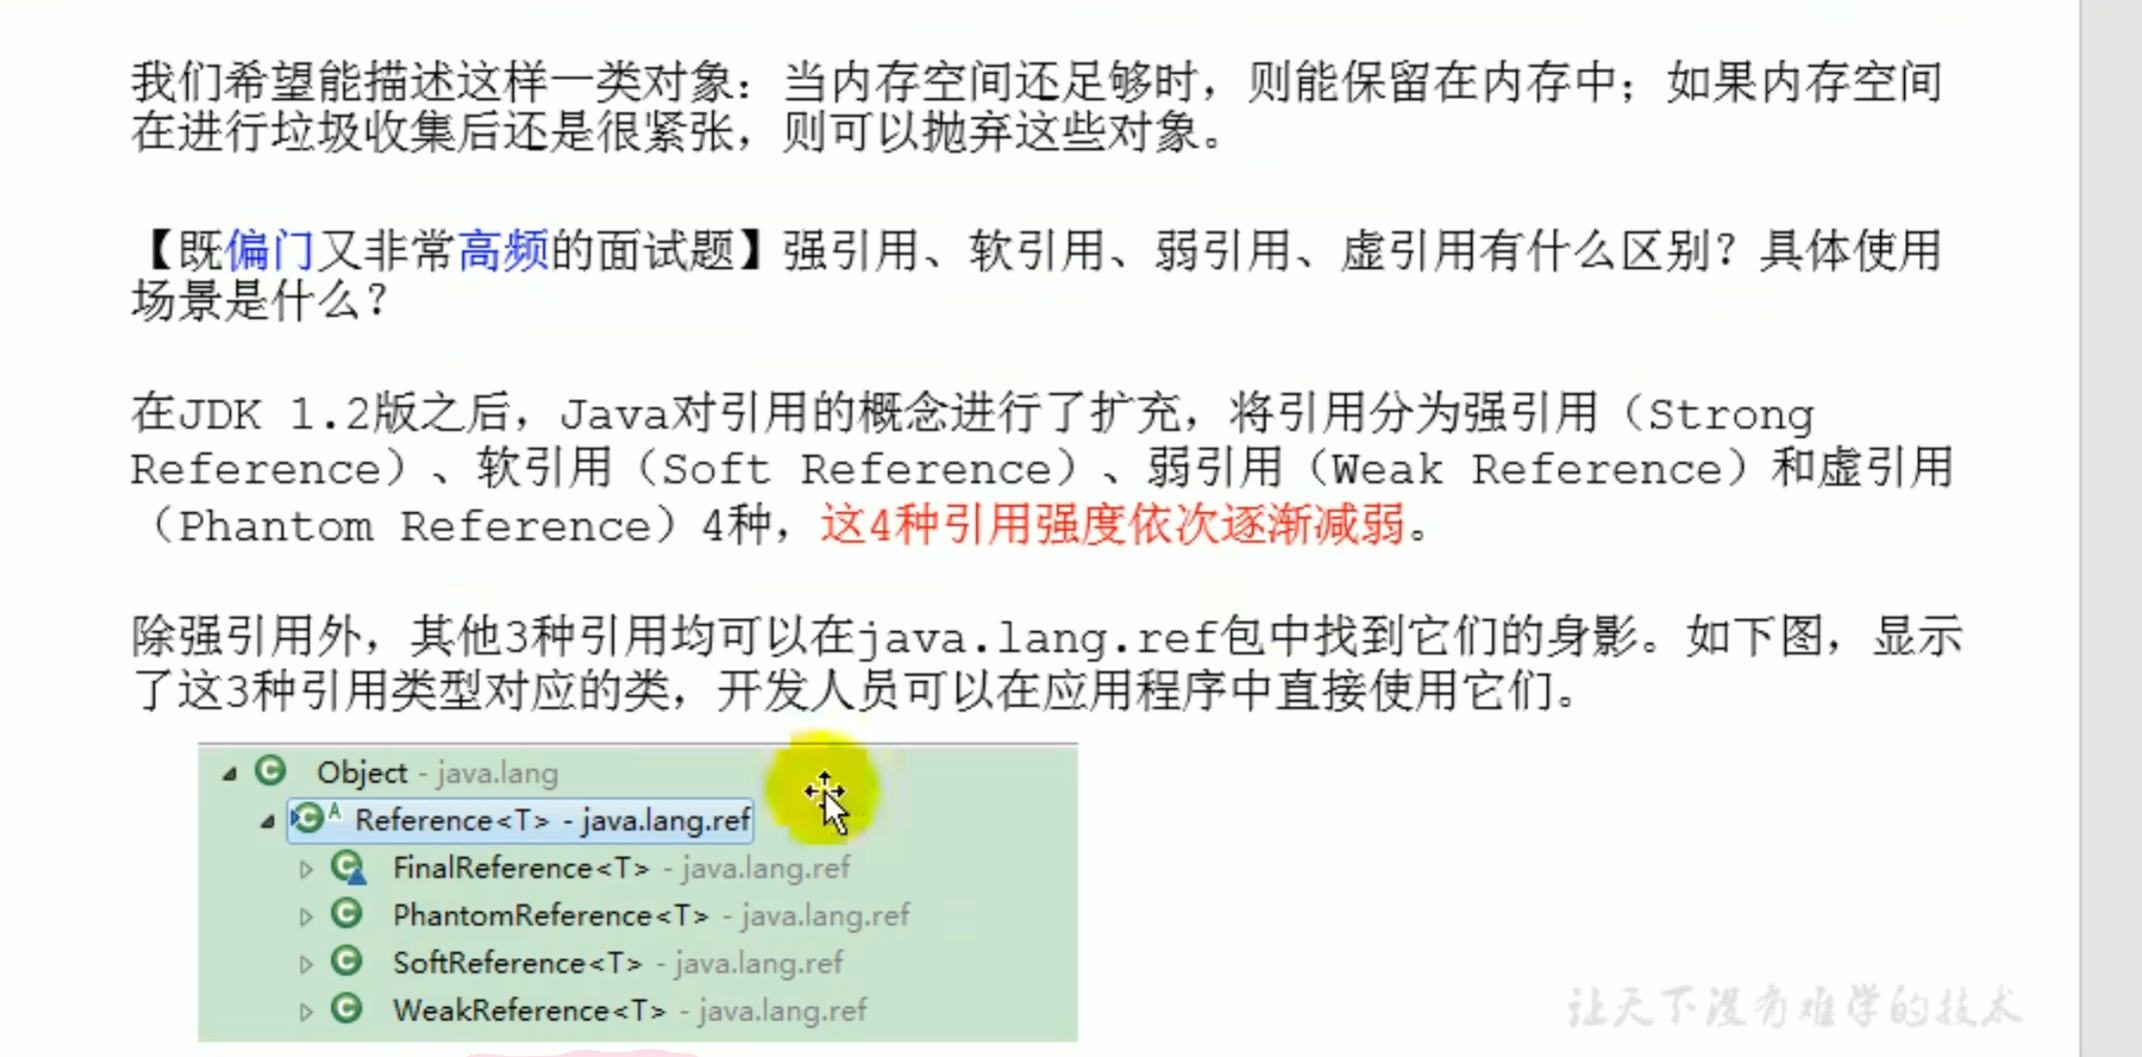 我们希望能描述这样一类对象：当内存空间还足够时，则能保留在内存中；如果内存空间
在进行垃圾收集后还是很紧张，则可以抛弃这些对象。
【既偏门又非常高频的面试题】强引用、软引用、弱引用、虚引用有什么区别？具体使用
场景是什么？
在JDK 1.2版之后，Java对引用的概念进行了扩充，将引用分为强引用（Strong
Reference）、软引用（Soft Reference）、弱引用（Weak Reference）和虚引用
（Phantom Reference）4种，这4种引用强度依次逐渐减弱。
除强引用外，其他3种引用均可以在java.lang.ref包中找到它们的身影。如下图，显示
了这3种引用类型对应的类，开发人员可以在应用程序中直接使用它们。
Object - java.lang
Reference<T> - java.lang.ref
FinalReference<T> - java.lang.ref
PhantomReference<T> - java.lang.ref
SoftReference<T> - java.lang.ref
WeakReference<T> - java.lang.ref
让天下没有难学的技术